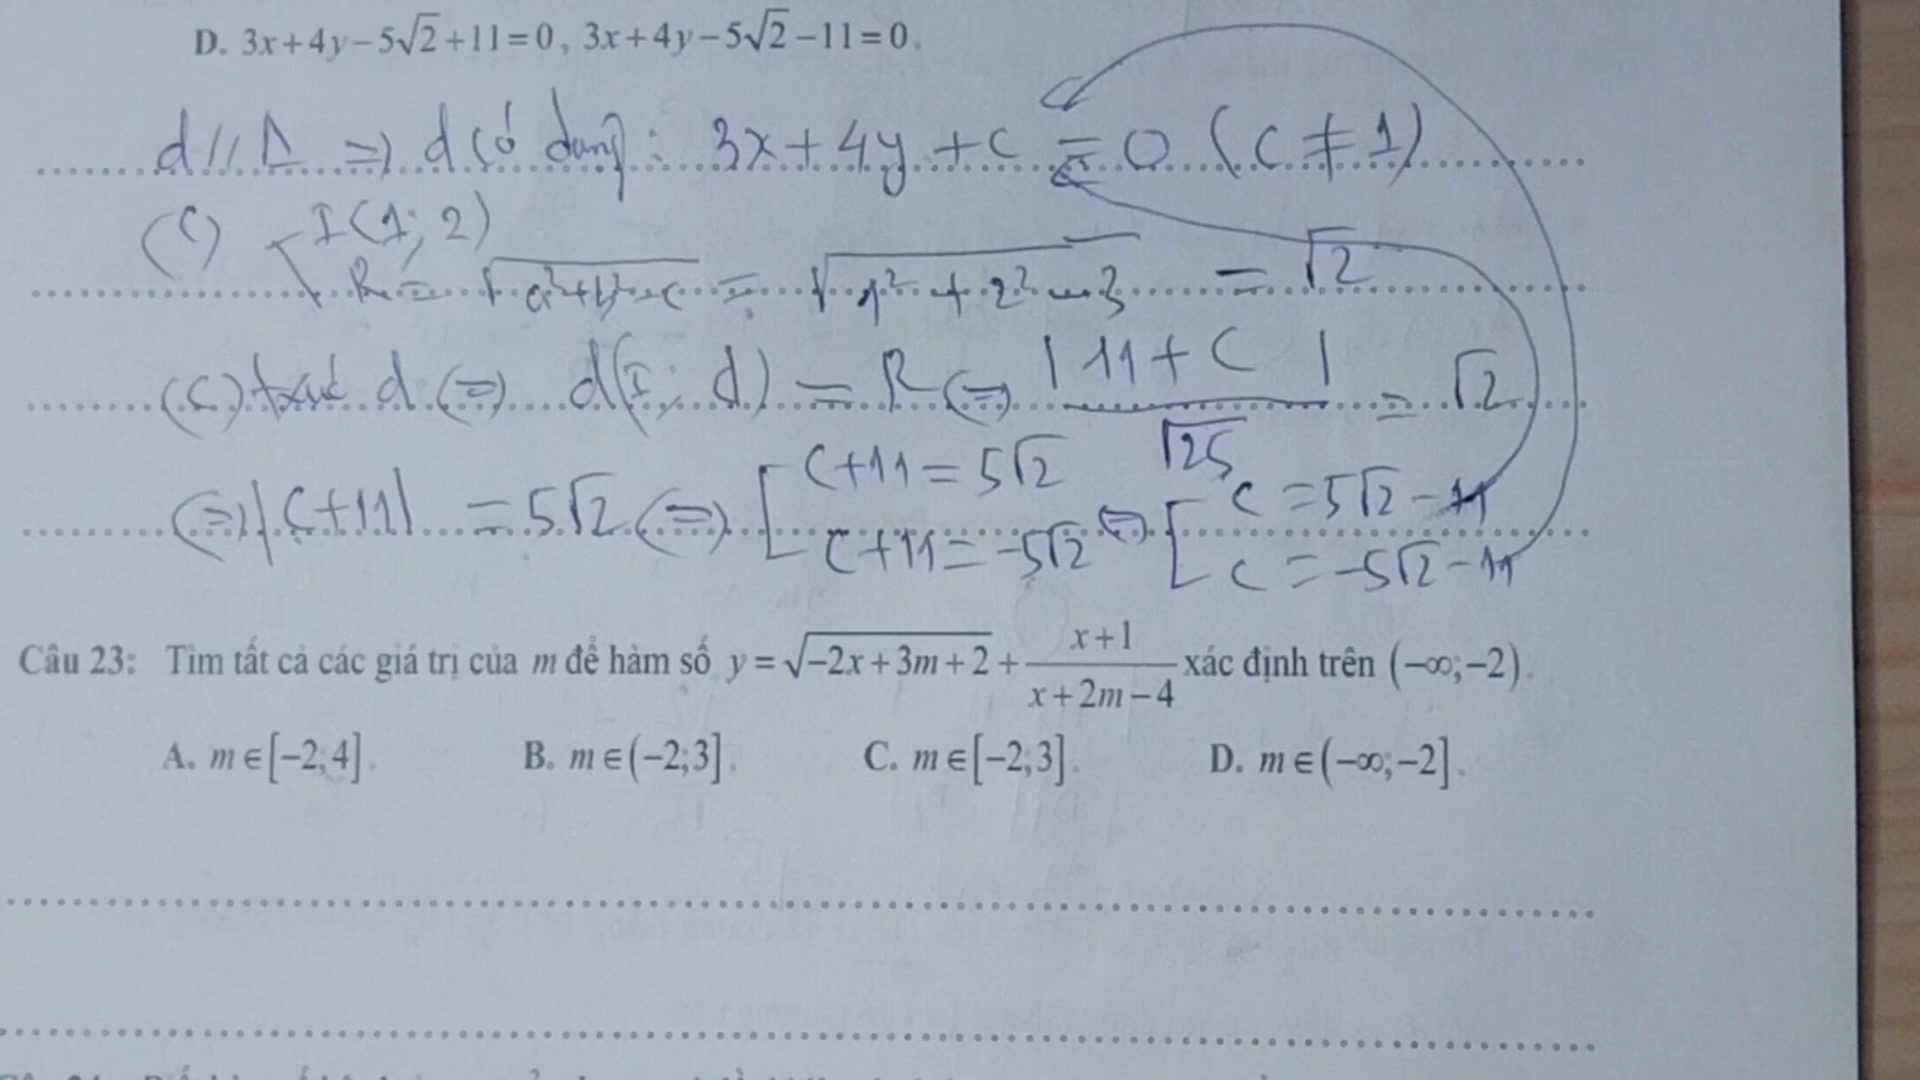 D. 3x+4y−5√2+11=0, 3x+4y−5√2−11=0.
d // Δ => d có dạng: 3x+4y+c=0 (c≠1)
(C) I(1; 2)
R = √(a²+b²−c) = √(1²+2²−3) = √2
(C) txúc d <=> d(I; d) = R <=> |11+c| / √25 = √2
<=> |c+11| = 5√2 <=> [ c+11=5√2 <=> [ c=5√2−11
c+11=−5√2 c=−5√2−11
Câu 23: Tìm tất cả các giá trị của m để hàm số y=√(−2x+3m+2)+(x+1)/(x+2m−4) xác định trên (−∞;−2).
A. m∈[−2;4]. B. m∈(−2;3]. C. m∈[−2;3]. D. m∈(−∞;−2].